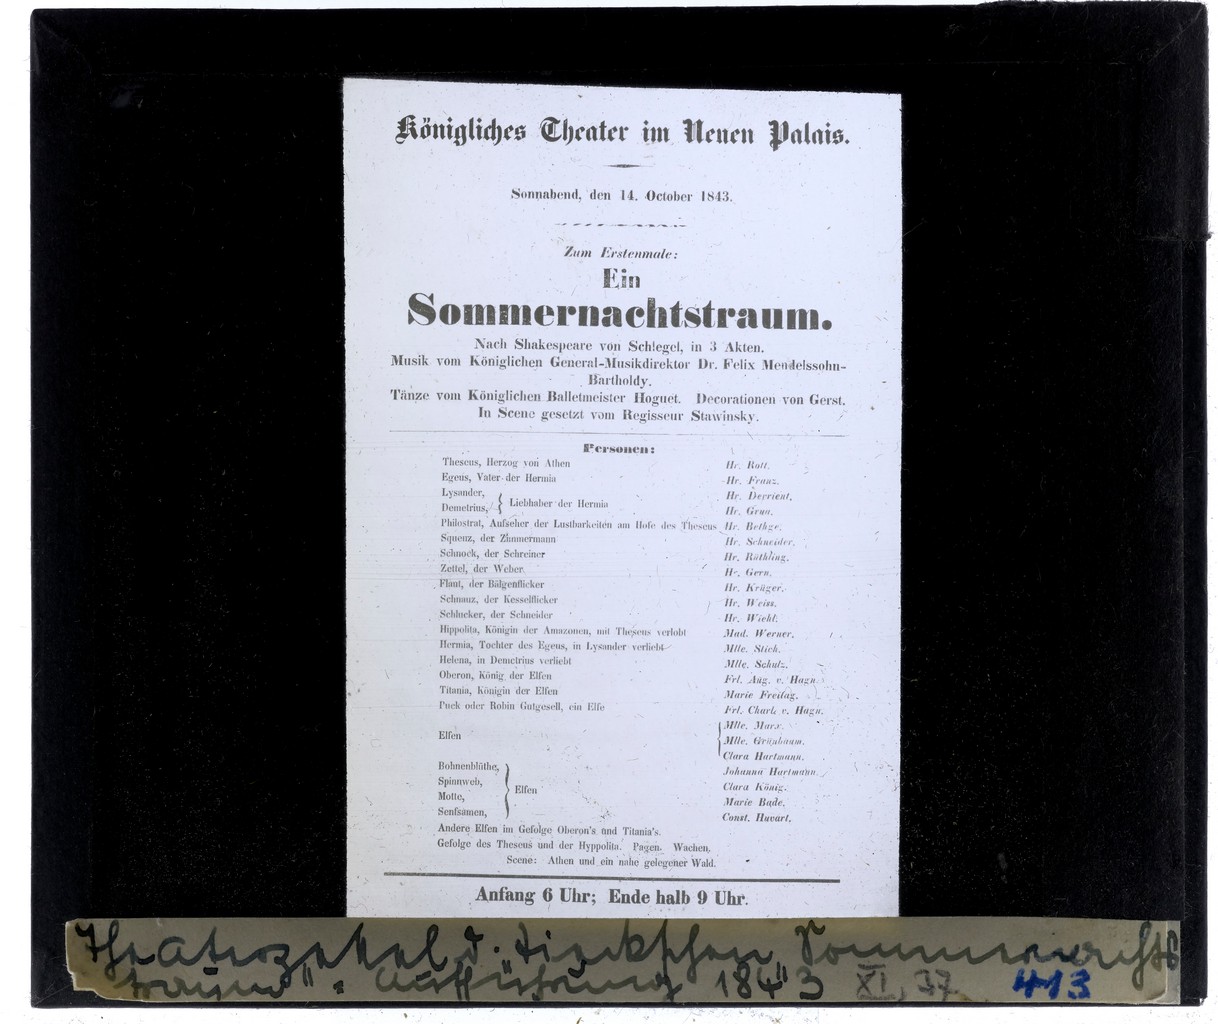 Königliches Theater im Neuen Palais.
Sonnabend, den 14. October 1843.
Zum Erstenmale:
Ein
Sommernachtstraum.
Nach Shakespeare von Schlegel, in 3 Akten.
Musik vom Königlichen General-Musikdirektor Dr. Felix Mendelssohn-
Bartholdy.
Tänze vom Königlichen Balletmeister Hoguet. Decorationen von Gerst.
In Scene gesetzt vom Regisseur Stawinsky.
Personen:
Theseus, Herzog von Athen Hr. Rott.
Egeus, Vater der Hermia Hr. Franz.
Lysander, Hr. Devrient.
Liebhaber der Hermia
Demetrius, Hr. Grua.
Philostrat, Aufseher der Lustbarkeiten am Hofe des Theseus Hr. Bethge.
Squenz, der Zimmermann Hr. Schneider.
Schnock, der Schreiner Hr. Rüthling.
Zettel, der Weber Hr. Gern.
Flaut, der Bälgenflicker Hr. Krüger.
Schnauz, der Kesselflicker Hr. Weiss.
Schlucker, der Schneider Hr. Wiehl.
Hippolita, Königin der Amazonen, mit Theseus verlobt Mad. Werner.
Hermia, Tochter des Egeus, in Lysander verliebt Mlle. Stich.
Helena, in Demetrius verliebt Mlle. Schulz.
Oberon, König der Elfen Frl. Aug. v. Hagn.
Titania, Königin der Elfen Marie Freitag.
Puck oder Robin Gutgesell, ein Elfe Frl. Charl. v. Hagn.
Mlle. Marx.
Elfen Mlle. Grünbaum.
Clara Hartmann.
Bohnenblüthe, Johanna Hartmann.
Spinnweb, Clara König.
Elfen
Motte, Marie Bade.
Senfsamen, Const. Huvart.
Andere Elfen im Gefolge Oberon's und Titania's.
Gefolge des Theseus und der Hyppolita. Pagen. Wachen.
Scene: Athen und ein nahe gelegener Wald.
Anfang 6 Uhr; Ende halb 9 Uhr.
Theaterzettel d. Tieckschen „Sommernachts
traum" - Aufführung 1843 XI, 37 413